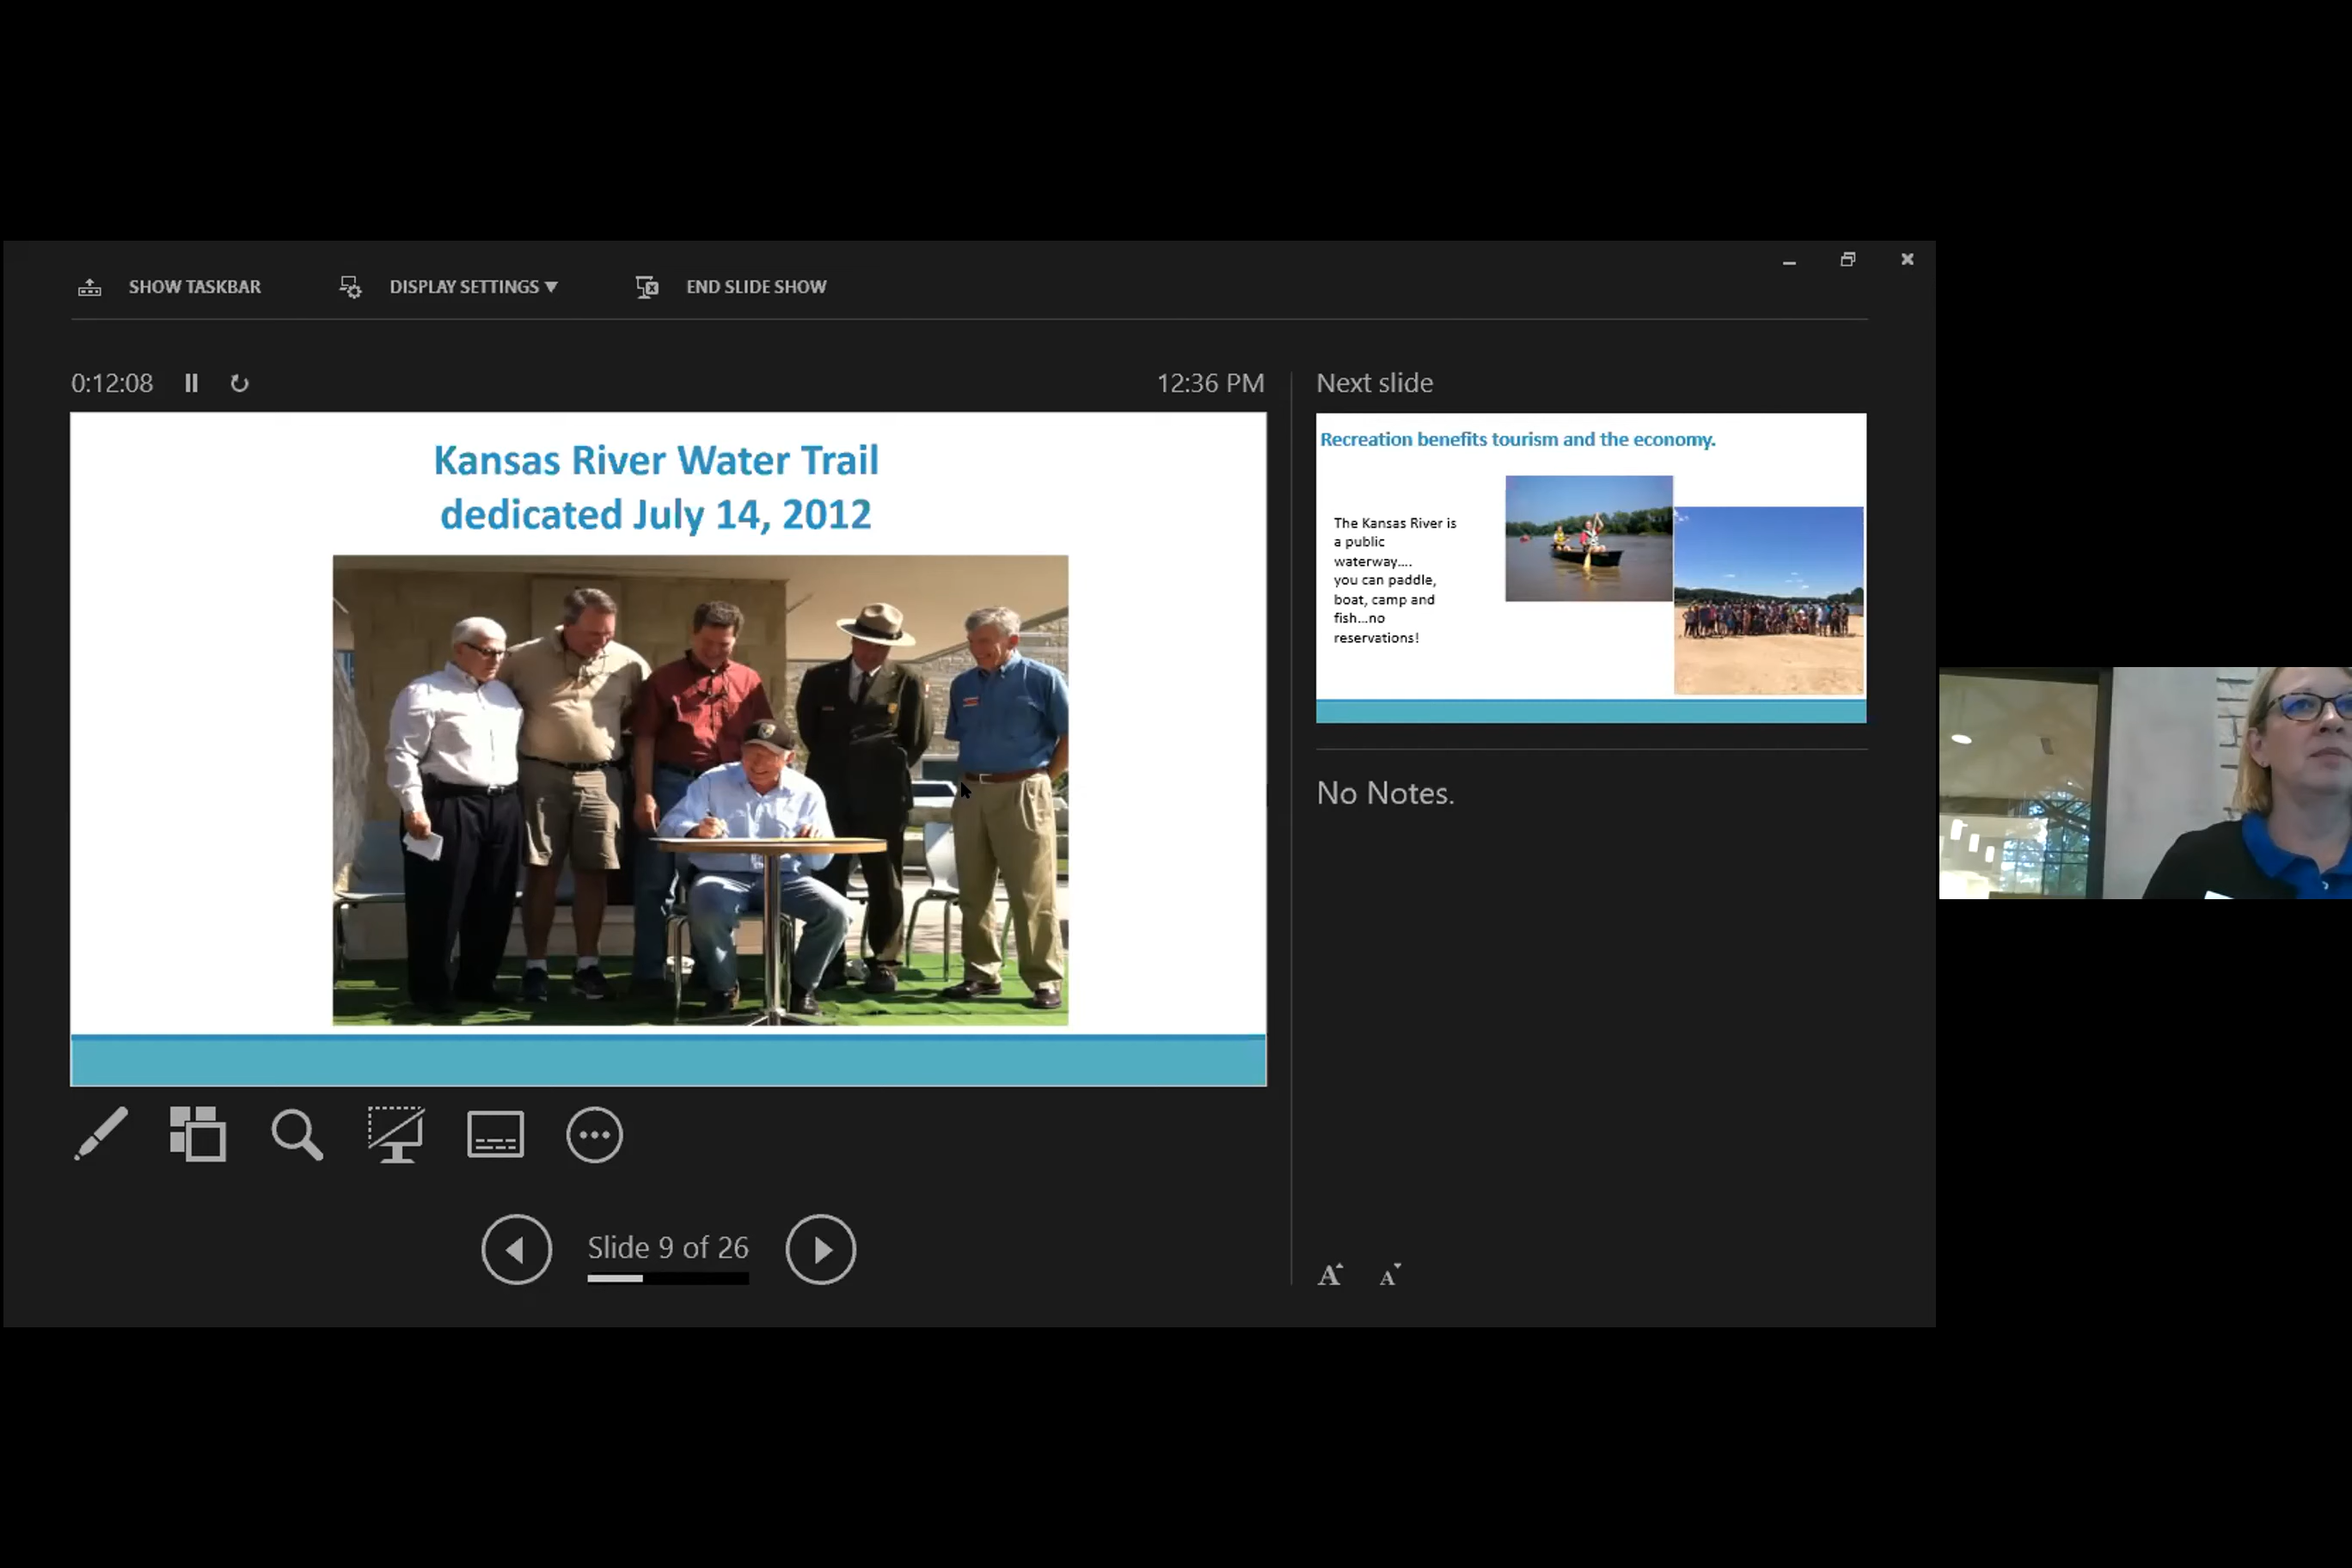 SHOW TASKBAR
DISPLAY SETTINGS ▼
END SLIDE SHOW
0:12:08
12:36 PM
Kansas River Water Trail
dedicated July 14, 2012
Next slide
Recreation benefits tourism and the economy.
The Kansas River is
a public
waterway....
you can paddle,
boat, camp and
fish...no
reservations!
No Notes.
Slide 9 of 26
A
A